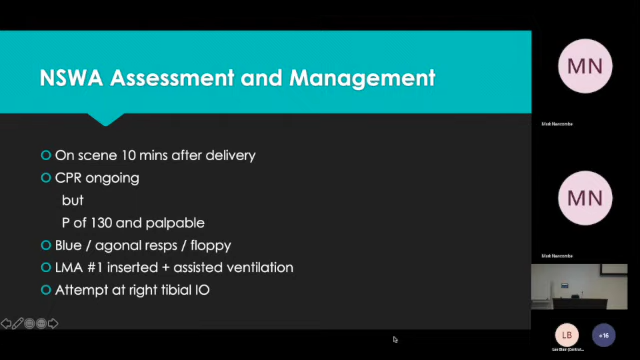 NSWA Assessment and Management
On scene 10 mins after delivery
CPR ongoing
but
P of 130 and palpable
Blue / agonal resps / floppy
LMA #1 inserted + assisted ventilation
Attempt at right tibial IO
MN
MN
LB
+16